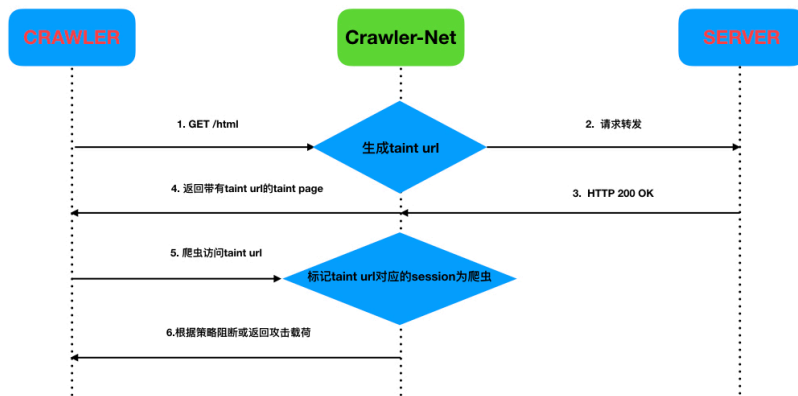 CRAWLER
Crawler-Net
SERVER
1. GET /html
生成taint url
2. 请求转发
4. 返回带有taint url的taint page
3. HTTP 200 OK
5. 爬虫访问taint url
标记taint url对应的session为爬虫
6.根据策略阻断或返回攻击载荷